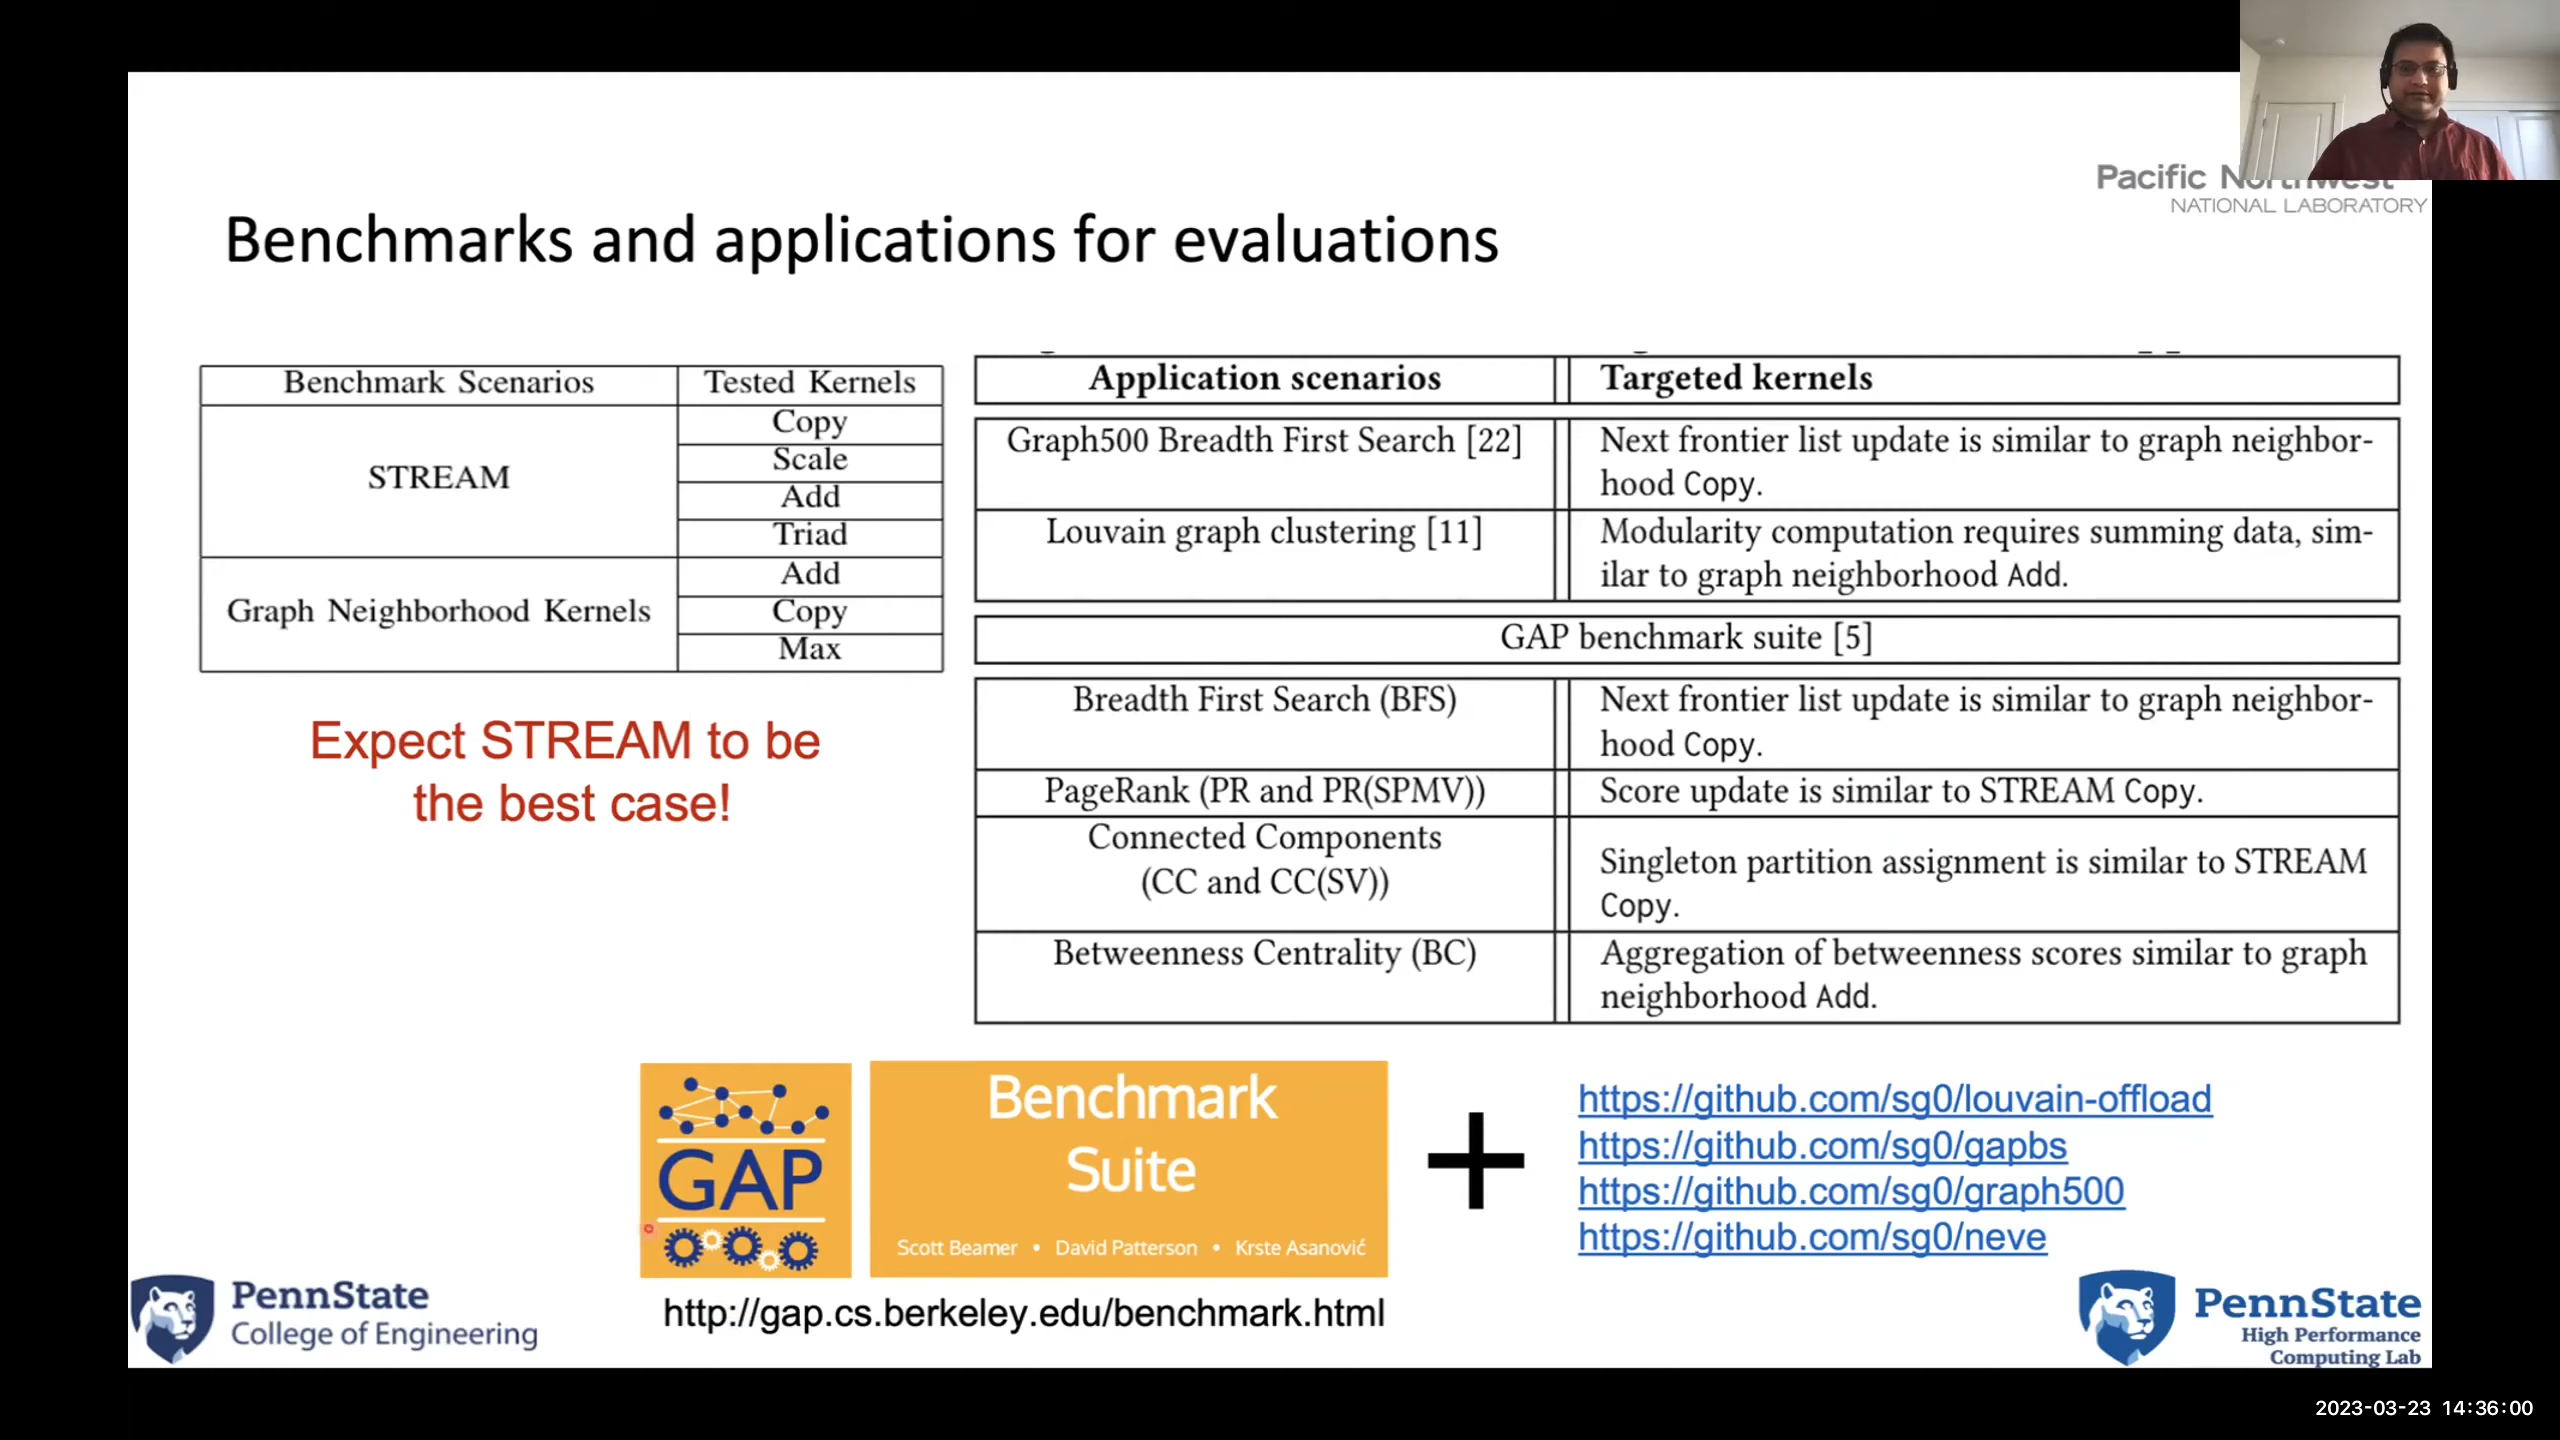 Pacific Northwest
NATIONAL LABORATORY
Benchmarks and applications for evaluations
Benchmark Scenarios Tested Kernels
STREAM
Copy
Scale
Add
Triad
Graph Neighborhood Kernels
Add
Copy
Max
Expect STREAM to be
the best case!
Application scenarios Targeted kernels
Graph500 Breadth First Search [22] Next frontier list update is similar to graph neighbor-
hood Copy.
Louvain graph clustering [11] Modularity computation requires summing data, sim-
ilar to graph neighborhood Add.
GAP benchmark suite [5]
Breadth First Search (BFS) Next frontier list update is similar to graph neighbor-
hood Copy.
PageRank (PR and PR(SPMV)) Score update is similar to STREAM Copy.
Connected Components
(CC and CC(SV))
Singleton partition assignment is similar to STREAM
Copy.
Betweenness Centrality (BC) Aggregation of betweenness scores similar to graph
neighborhood Add.
GAP
Benchmark
Suite
Scott Beamer • David Patterson • Krste Asanović
http://gap.cs.berkeley.edu/benchmark.html
+
https://github.com/sg0/louvain-offload
https://github.com/sg0/gapbs
https://github.com/sg0/graph500
https://github.com/sg0/neve
PennState
College of Engineering
PennState
High Performance
Computing Lab
2023-03-23 14:36:00